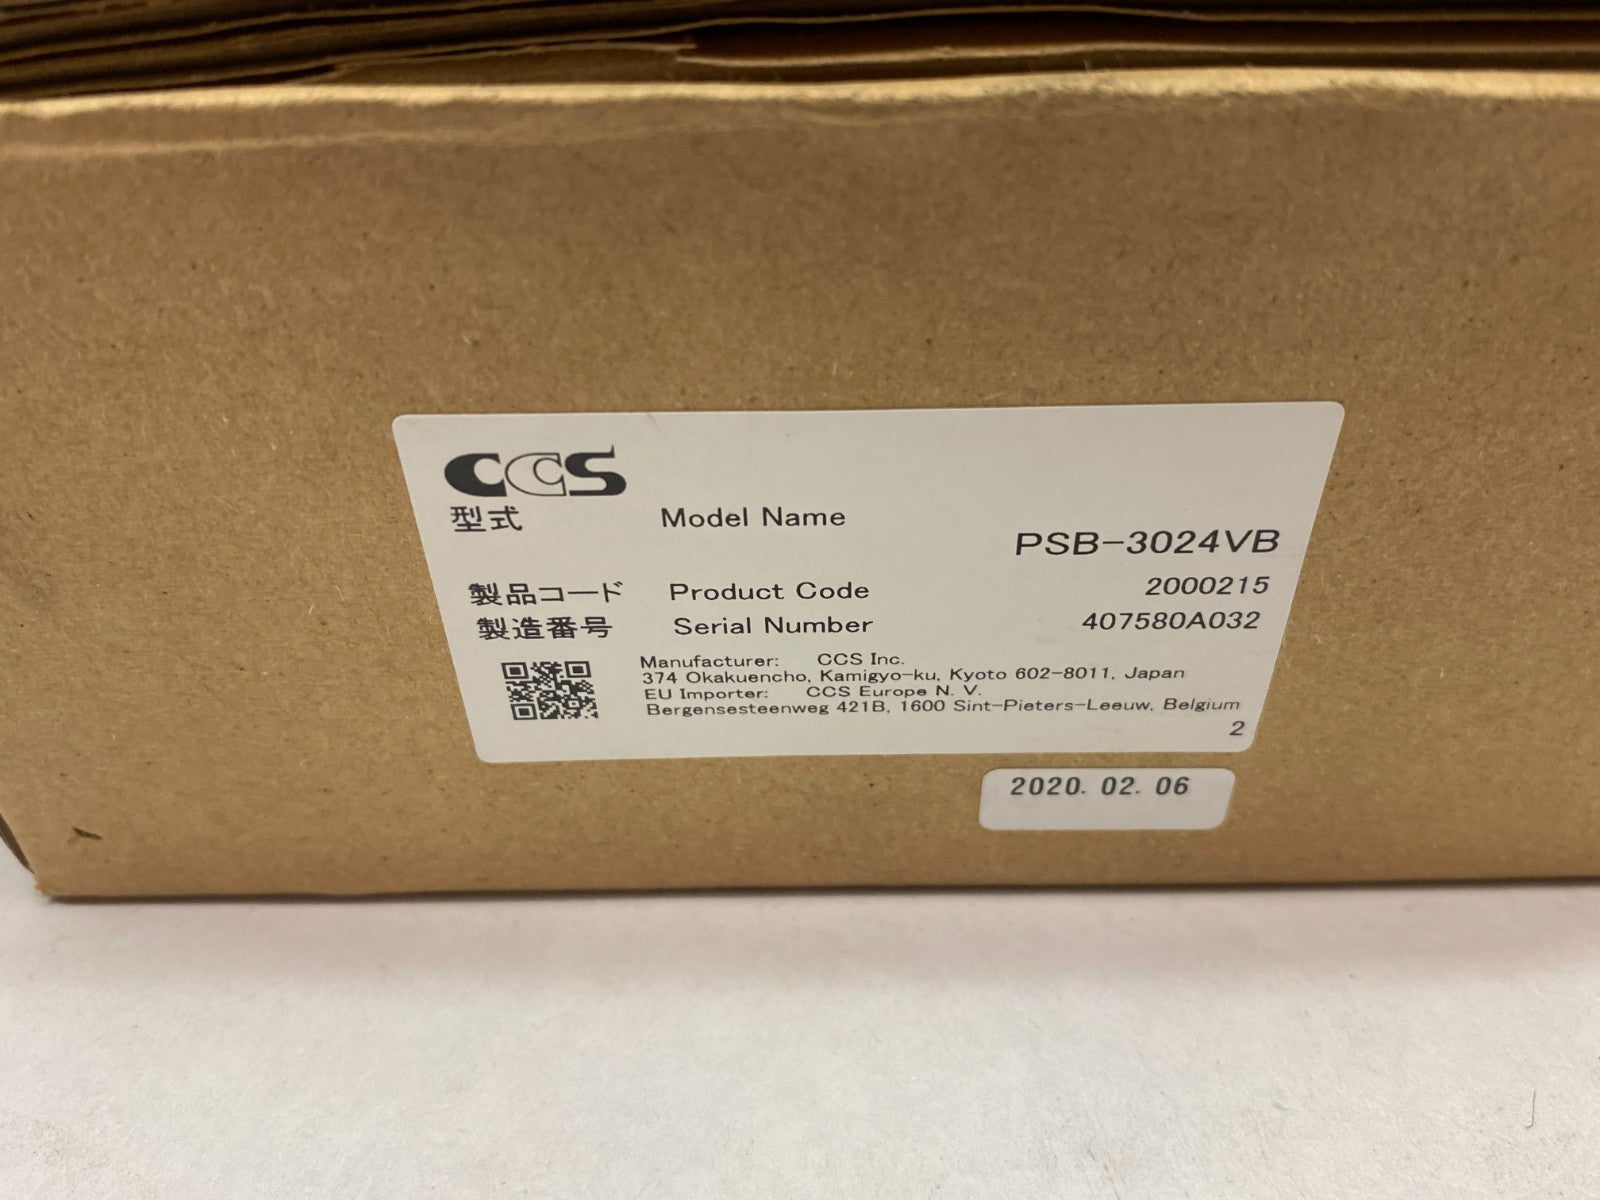 CCS
型式 Model Name PSB-3024VB
製品コード Product Code 2000215
製造番号 Serial Number 407580A032
Manufacturer: CCS Inc.
374 Okakuencho, Kamigyo-ku, Kyoto 602-8011, Japan
EU Importer: CCS Europe N. V.
Bergensesteenweg 421B, 1600 Sint-Pieters-Leeuw, Belgium
2
2020. 02. 06